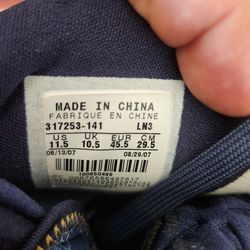 MADE IN CHINA
FABRIQUE EN CHINE
317253-141 LN3
US UK EUR CM
11.5 10.5 45.5 29.5
06/13/07 08/29/07